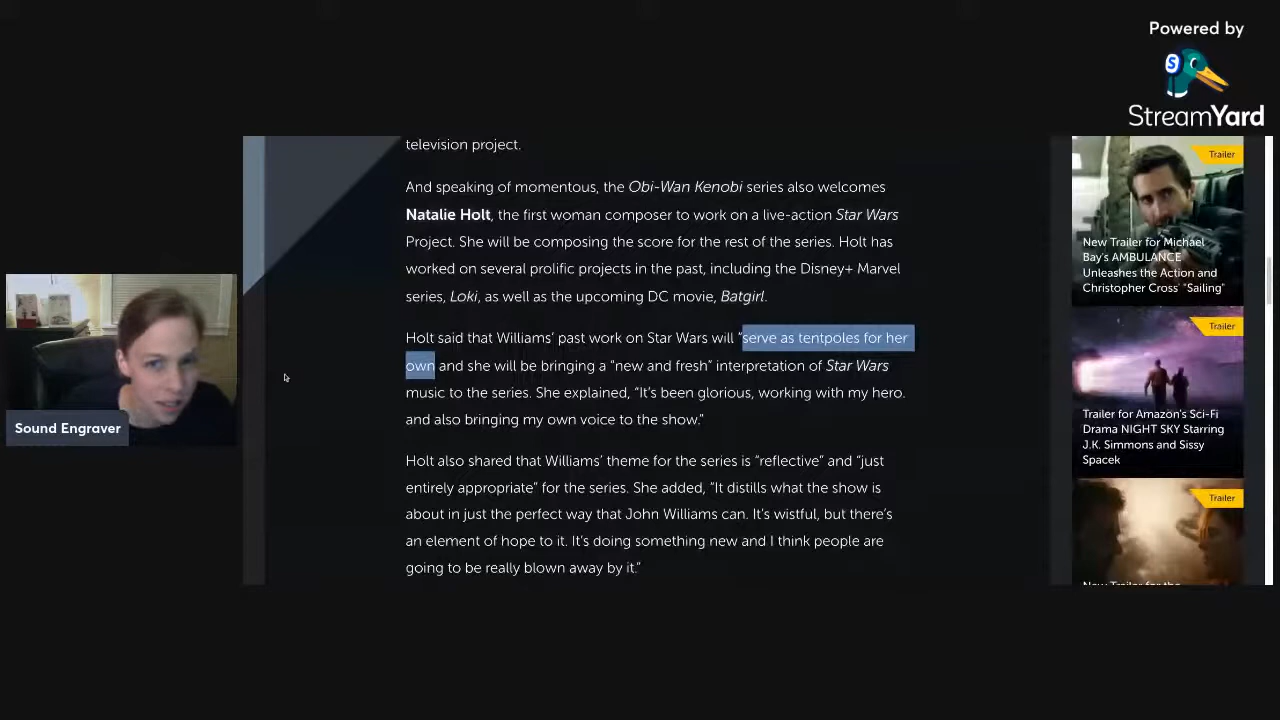 Powered by
StreamYard
television project.
And speaking of momentous, the Obi-Wan Kenobi series also welcomes
Natalie Holt, the first woman composer to work on a live-action Star Wars
Project. She will be composing the score for the rest of the series. Holt has
worked on several prolific projects in the past, including the Disney+ Marvel
series, Loki, as well as the upcoming DC movie, Batgirl.
Holt said that Williams’ past work on Star Wars will “serve as tentpoles for her
own and she will be bringing a “new and fresh” interpretation of Star Wars
music to the series. She explained, “It’s been glorious, working with my hero.
and also bringing my own voice to the show.”
Holt also shared that Williams’ theme for the series is “reflective” and “just
entirely appropriate” for the series. She added, “It distills what the show is
about in just the perfect way that John Williams can. It’s wistful, but there’s
an element of hope to it. It’s doing something new and I think people are
going to be really blown away by it.”
Sound Engraver
Trailer
New Trailer for Michael
Bay's AMBULANCE
Unleashes the Action and
Christopher Cross' "Sailing"
Trailer
Trailer for Amazon's Sci-Fi
Drama NIGHT SKY Starring
J.K. Simmons and Sissy
Spacek
Trailer
New Trailer for the